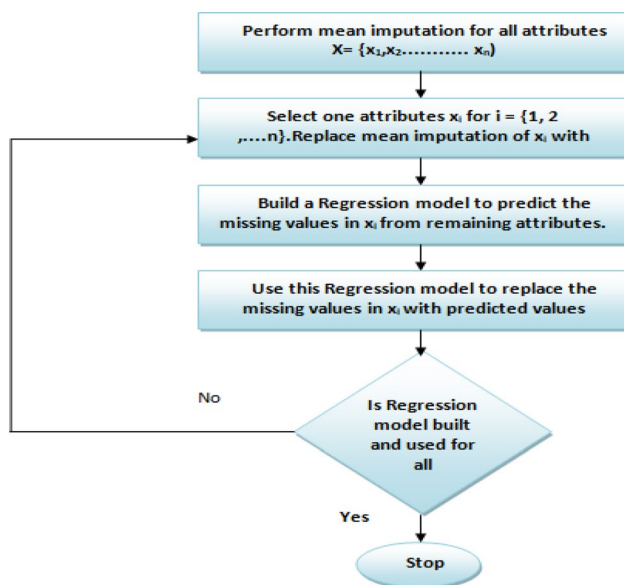 Perform mean imputation for all attributes
X= {x₁,x₂........... xₙ)
Select one attributes xᵢ for i = {1, 2
,....n}.Replace mean imputation of xᵢ with
Build a Regression model to predict the
missing values in xᵢ from remaining attributes.
Use this Regression model to replace the
missing values in xᵢ with predicted values
Is Regression
model built
and used for
all
No
Yes
Stop